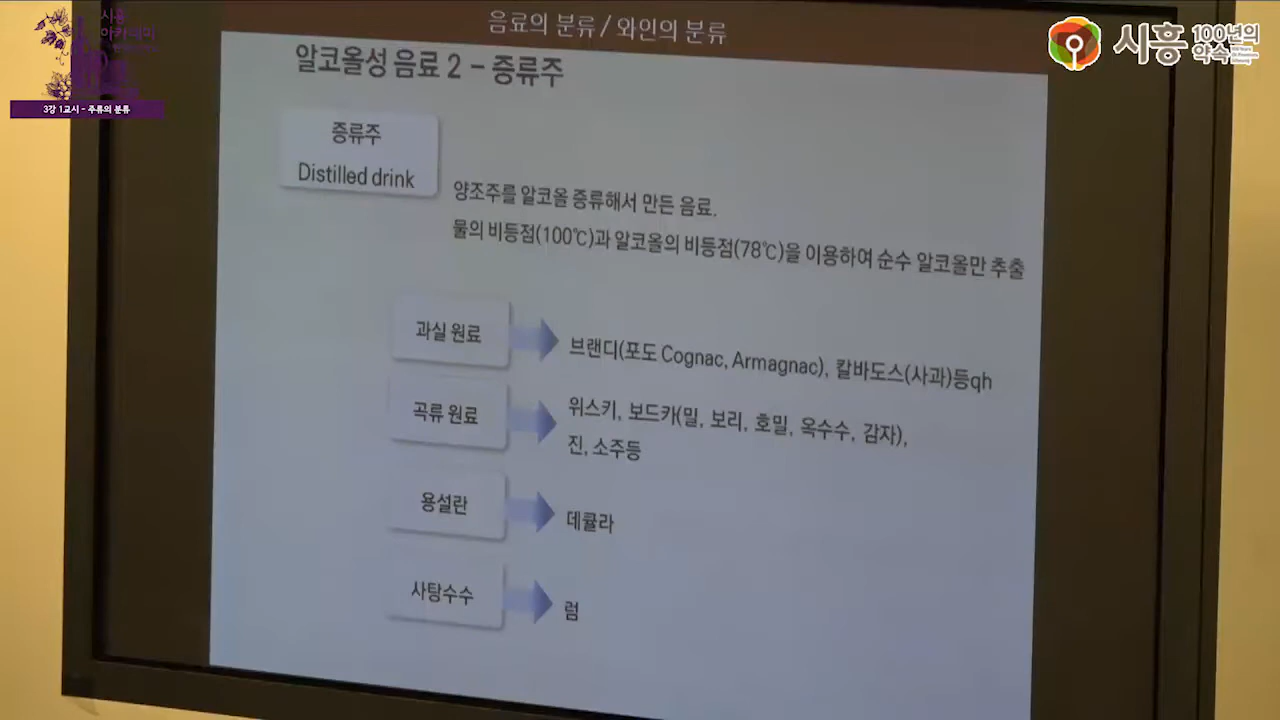 시흥
아카데미
3강 1교시 - 주류의 분류
시흥 100년의
약속
음료의 분류 / 와인의 분류
알코올성 음료 2 - 증류주
증류주
Distilled drink
양조주를 알코올 증류해서 만든 음료.
물의 비등점(100℃)과 알코올의 비등점(78℃)을 이용하여 순수 알코올만 추출
과실 원료
브랜디(포도 Cognac, Armagnac), 칼바도스(사과)등qh
곡류 원료
위스키, 보드카(밀, 보리, 호밀, 옥수수, 감자),
진, 소주등
용설란
데큘라
사탕수수
럼